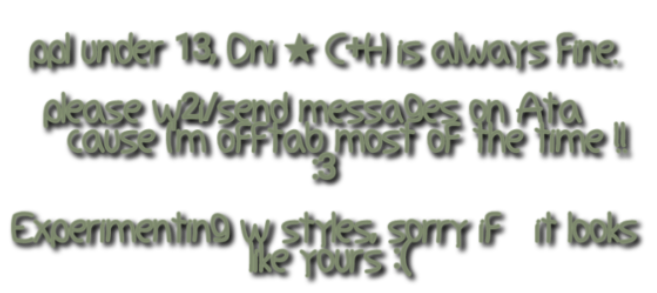 ppl under 13, Dni ★ C+H is always fine.
please w2i/send messages on Ata
cause I'm offtab most of the time !!
:3
Experimenting w styles, sorry if it looks
like yours :(